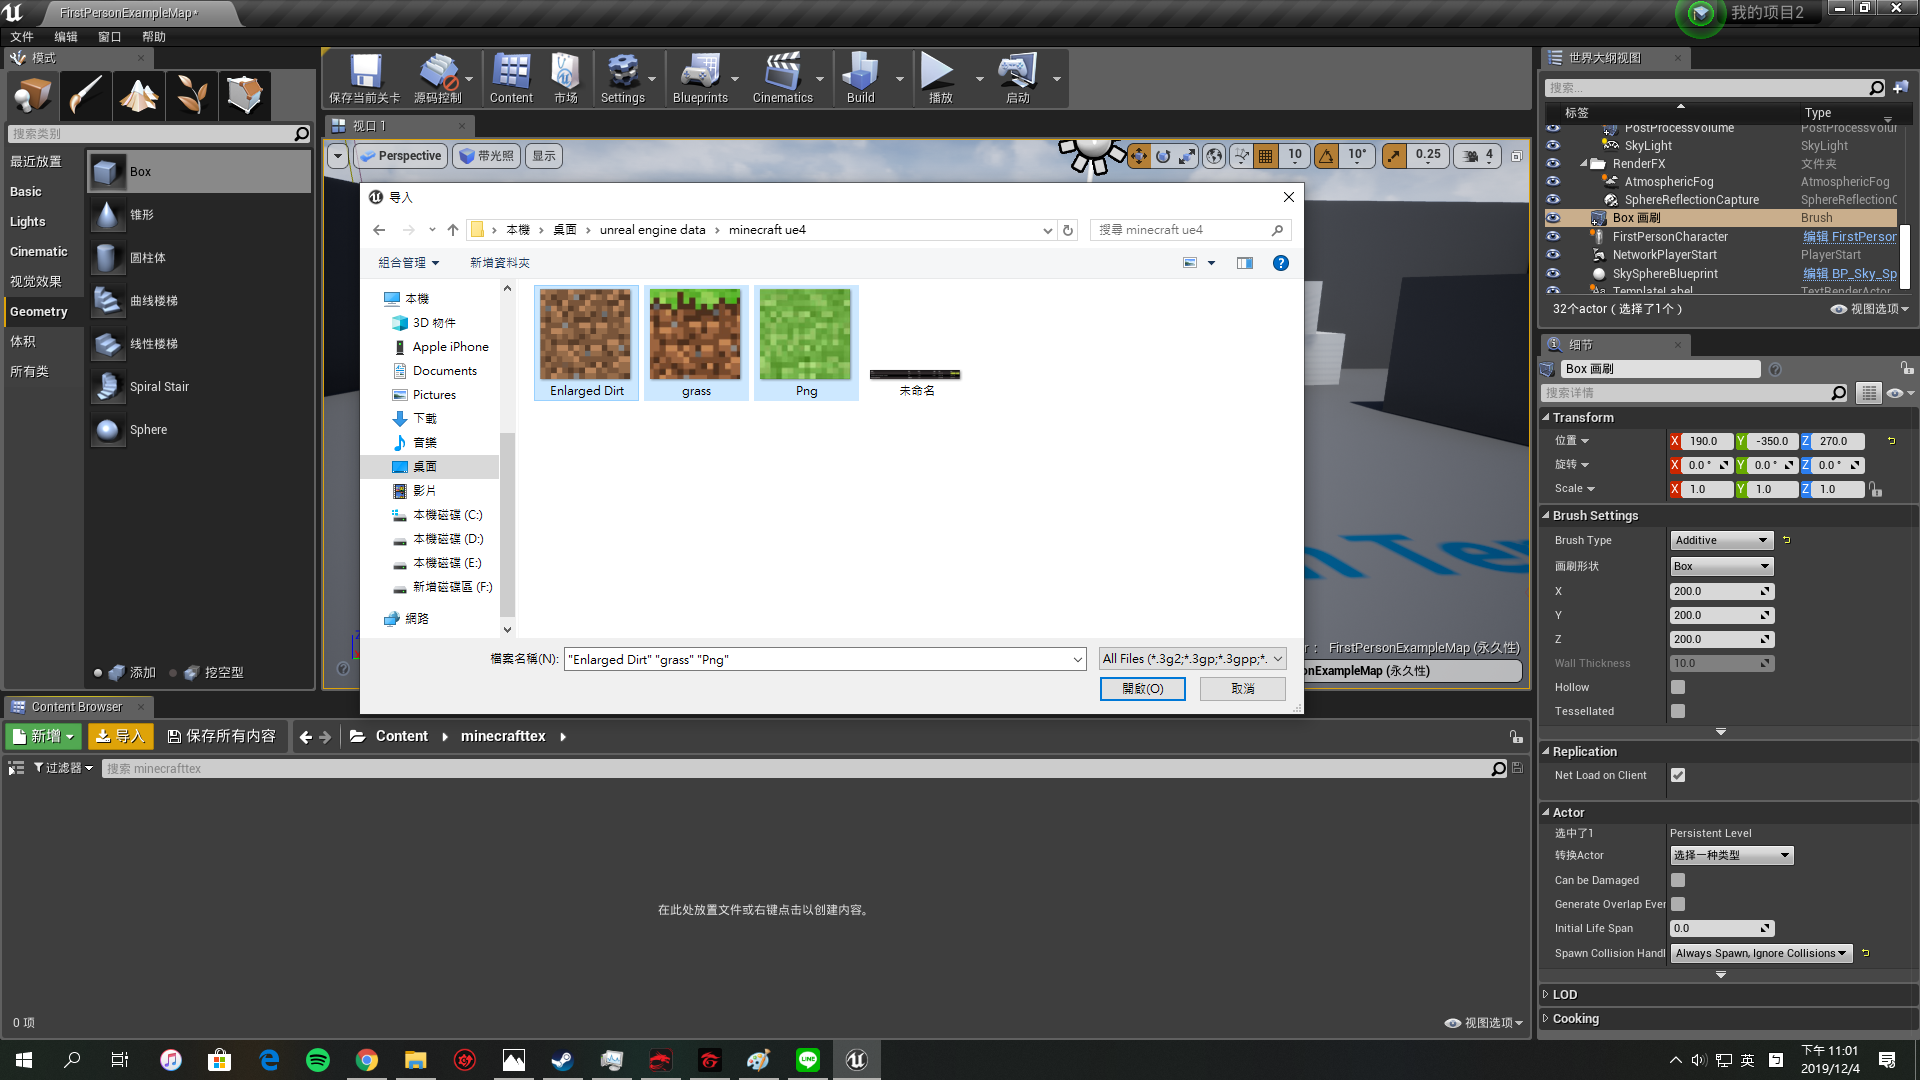 FirstPersonExampleMap*
我的项目2
文件 编辑 窗口 帮助
模式
保存当前关卡 源码控制 Content 市场 Settings Blueprints Cinematics Build 播放 启动
搜索类别
最近放置
Basic
Lights
Cinematic
视觉效果
Geometry
体积
所有类
Box
锥形
圆柱体
曲线楼梯
线性楼梯
Spiral Stair
Sphere
添加 挖空型
视口 1
Perspective 带光照 显示
10 10° 0.25 4
导入
本機 桌面 unreal engine data minecraft ue4
搜尋 minecraft ue4
組合管理 新增資料夾
本機
3D 物件
Apple iPhone
Documents
Pictures
下載
音樂
桌面
影片
本機磁碟 (C:)
本機磁碟 (D:)
本機磁碟 (E:)
新增磁碟區 (F:)
網路
Enlarged Dirt grass Png 未命名
檔案名稱(N): "Enlarged Dirt" "grass" "Png"
All Files (*.3g2;*.3gp;*.3gpp;*.
開啟(O) 取消
FirstPersonExampleMap (永久性)
onExampleMap (永久性)
世界大纲视图
搜索...
标签 Type
PostProcessVolume PostProcessVolur
SkyLight SkyLight
RenderFX 文件夹
AtmosphericFog AtmosphericFog
SphereReflectionCapture SphereReflectionC
Box 画刷 Brush
FirstPersonCharacter 编辑 FirstPerson
NetworkPlayerStart PlayerStart
SkySphereBlueprint 编辑 BP_Sky_Sp
TemplateLabel TextRenderActor
32个actor（选择了1个）
视图选项
细节
Box 画刷
搜索详情
Transform
位置 X 190.0 Y -350.0 Z 270.0
旋转 X 0.0 ° Y 0.0 ° Z 0.0 °
Scale X 1.0 Y 1.0 Z 1.0
Brush Settings
Brush Type Additive
画刷形状 Box
X 200.0
Y 200.0
Z 200.0
Wall Thickness 10.0
Hollow
Tessellated
Replication
Net Load on Client
Actor
选中了1 Persistent Level
转换Actor 选择一种类型
Can be Damaged
Generate Overlap Ever
Initial Life Span 0.0
Spawn Collision Handl Always Spawn, Ignore Collisions
LOD
Cooking
Content Browser
新增 导入 保存所有内容 Content minecrafttex
过滤器 搜索 minecrafttex
在此处放置文件或右键点击以创建内容。
0 项
视图选项
英
下午 11:01
2019/12/4